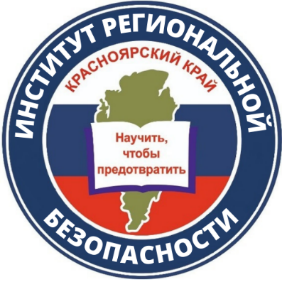 ИНСТИТУТ РЕГИОНАЛЬНОЙ
КРАСНОЯРСКИЙ КРАЙ
Научить,
чтобы
предотвратить
БЕЗОПАСНОСТИ